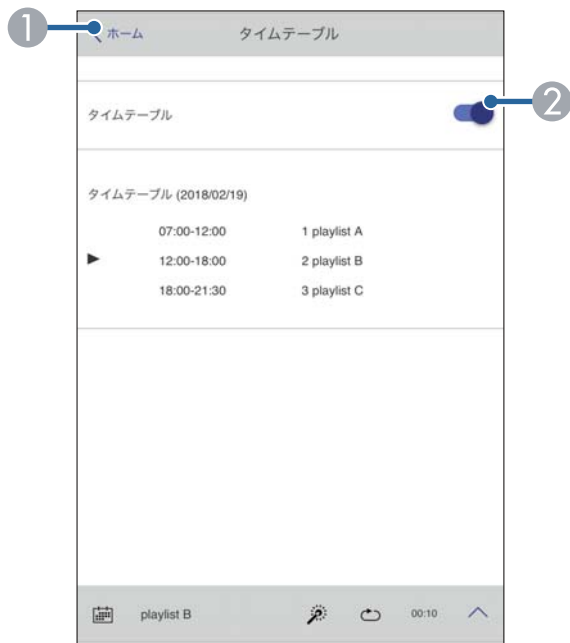 1
ホーム タイムテーブル
タイムテーブル
2
タイムテーブル (2018/02/19)
07:00-12:00 1 playlist A
12:00-18:00 2 playlist B
18:00-21:30 3 playlist C
playlist B 00:10